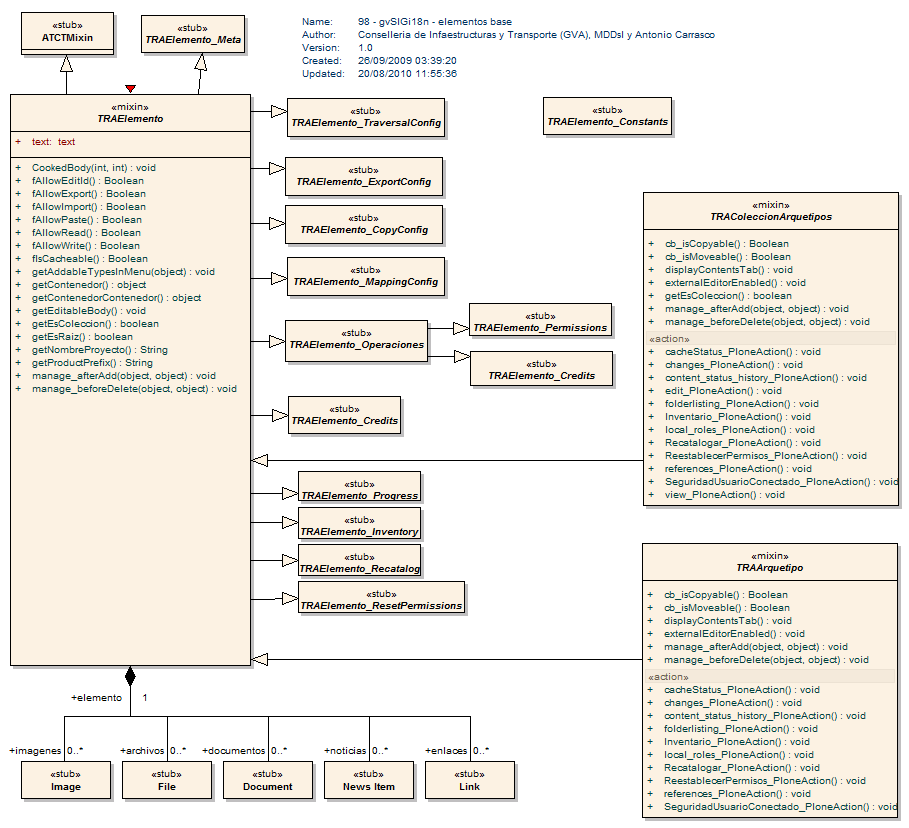 «stub»
ATCTMixin
«stub»
TRAElemento_Meta
Name: 98 - gvSIGi18n - elementos base
Author: Conselleria de Infaestructuras y Transporte (GVA), MDDsl y Antonio Carrasco
Version: 1.0
Created: 26/09/2009 03:39:20
Updated: 20/08/2010 11:55:36
«mixin»
TRAElemento
+ text: text
+ CookedBody(int, int) : void
+ fAllowEditId() : Boolean
+ fAllowExport() : Boolean
+ fAllowImport() : Boolean
+ fAllowPaste() : Boolean
+ fAllowRead() : Boolean
+ fAllowWrite() : Boolean
+ fIsCacheable() : Boolean
+ getAddableTypesInMenu(object) : void
+ getContenedor() : object
+ getContenedorContenedor() : object
+ getEditableBody() : void
+ getEsColeccion() : boolean
+ getEsRaiz() : boolean
+ getNombreProyecto() : String
+ getProductPrefix() : String
+ manage_afterAdd(object, object) : void
+ manage_beforeDelete(object, object) : void
«stub»
TRAElemento_TraversalConfig
«stub»
TRAElemento_Constants
«stub»
TRAElemento_ExportConfig
«stub»
TRAElemento_CopyConfig
«stub»
TRAElemento_MappingConfig
«stub»
TRAElemento_Operaciones
«stub»
TRAElemento_Permissions
«stub»
TRAElemento_Credits
«stub»
TRAElemento_Credits
«stub»
TRAElemento_Progress
«stub»
TRAElemento_Inventory
«stub»
TRAElemento_Recatalog
«stub»
TRAElemento_ResetPermissions
«mixin»
TRAColeccionArquetipos
+ cb_isCopyable() : Boolean
+ cb_isMoveable() : Boolean
+ displayContentsTab() : void
+ externalEditorEnabled() : void
+ getEsColeccion() : boolean
+ manage_afterAdd(object, object) : void
+ manage_beforeDelete(object, object) : void
«action»
+ cacheStatus_PloneAction() : void
+ changes_PloneAction() : void
+ content_status_history_PloneAction() : void
+ edit_PloneAction() : void
+ folderlisting_PloneAction() : void
+ Inventario_PloneAction() : void
+ local_roles_PloneAction() : void
+ Recatalogar_PloneAction() : void
+ ReestablecerPermisos_PloneAction() : void
+ references_PloneAction() : void
+ SeguridadUsuarioConectado_PloneAction() : void
+ view_PloneAction() : void
«mixin»
TRAArquetipo
+ cb_isCopyable() : Boolean
+ cb_isMoveable() : Boolean
+ displayContentsTab() : void
+ externalEditorEnabled() : void
+ manage_afterAdd(object, object) : void
+ manage_beforeDelete(object, object) : void
«action»
+ cacheStatus_PloneAction() : void
+ changes_PloneAction() : void
+ content_status_history_PloneAction() : void
+ folderlisting_PloneAction() : void
+ Inventario_PloneAction() : void
+ local_roles_PloneAction() : void
+ Recatalogar_PloneAction() : void
+ ReestablecerPermisos_PloneAction() : void
+ references_PloneAction() : void
+ SeguridadUsuarioConectado_PloneAction() : void
+elemento 1
+imagenes 0..* +archivos 0..* +documentos 0..* +noticias 0..* +enlaces 0..*
«stub»
Image
«stub»
File
«stub»
Document
«stub»
News Item
«stub»
Link